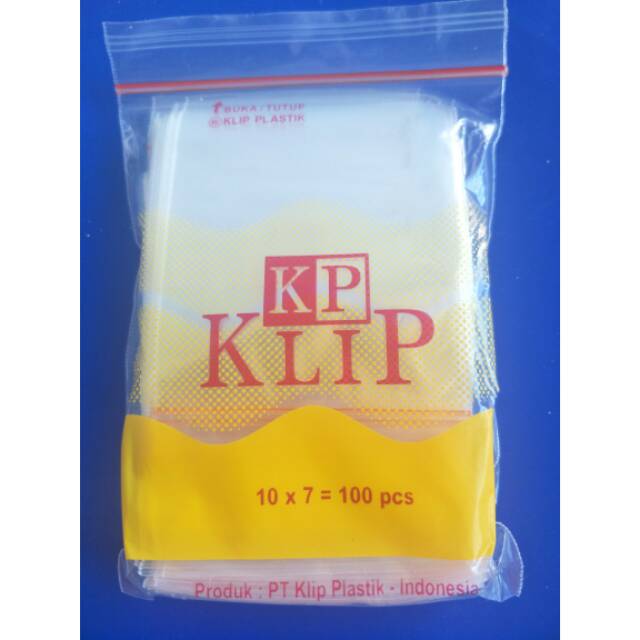 BUKA / TUTUP
KLIP PLASTIK
KP
KLIP
10 x 7 = 100 pcs
Produk : PT Klip Plastik - Indonesia